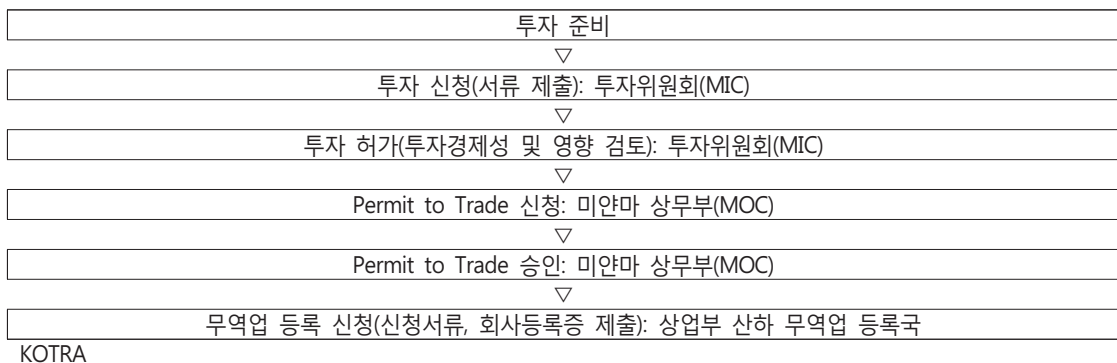 투자 준비
▽
투자 신청(서류 제출): 투자위원회(MIC)
▽
투자 허가(투자경제성 및 영향 검토): 투자위원회(MIC)
▽
Permit to Trade 신청: 미얀마 상무부(MOC)
▽
Permit to Trade 승인: 미얀마 상무부(MOC)
▽
무역업 등록 신청(신청서류, 회사등록증 제출): 상업부 산하 무역업 등록국
KOTRA